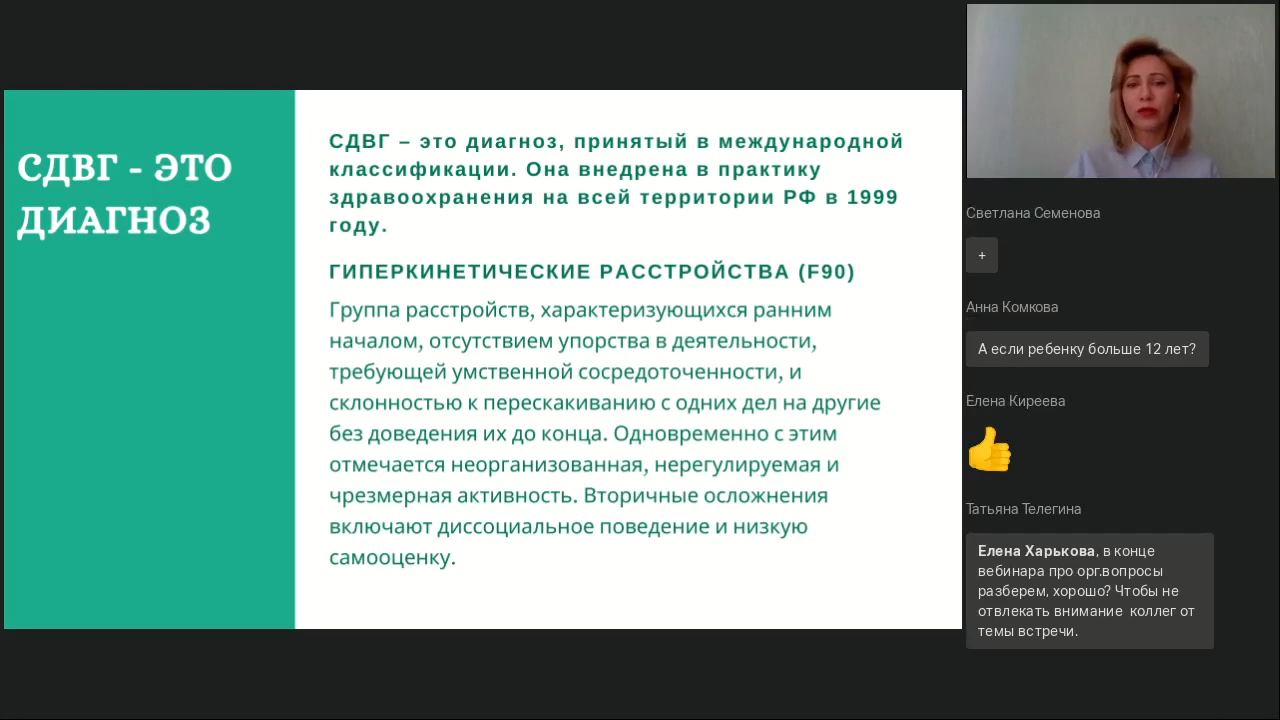 СДВГ - ЭТО
ДИАГНОЗ
СДВГ – это диагноз, принятый в международной
классификации. Она внедрена в практику
здравоохранения на всей территории РФ в 1999
году.
ГИПЕРКИНЕТИЧЕСКИЕ РАССТРОЙСТВА (F90)
Группа расстройств, характеризующихся ранним
началом, отсутствием упорства в деятельности,
требующей умственной сосредоточенности, и
склонностью к перескакиванию с одних дел на другие
без доведения их до конца. Одновременно с этим
отмечается неорганизованная, нерегулируемая и
чрезмерная активность. Вторичные осложнения
включают диссоциальное поведение и низкую
самооценку.
Светлана Семенова
+
Анна Комкова
А если ребенку больше 12 лет?
Елена Киреева
Татьяна Телегина
Елена Харькова, в конце
вебинара про орг.вопросы
разберем, хорошо? Чтобы не
отвлекать внимание  коллег от
темы встречи.